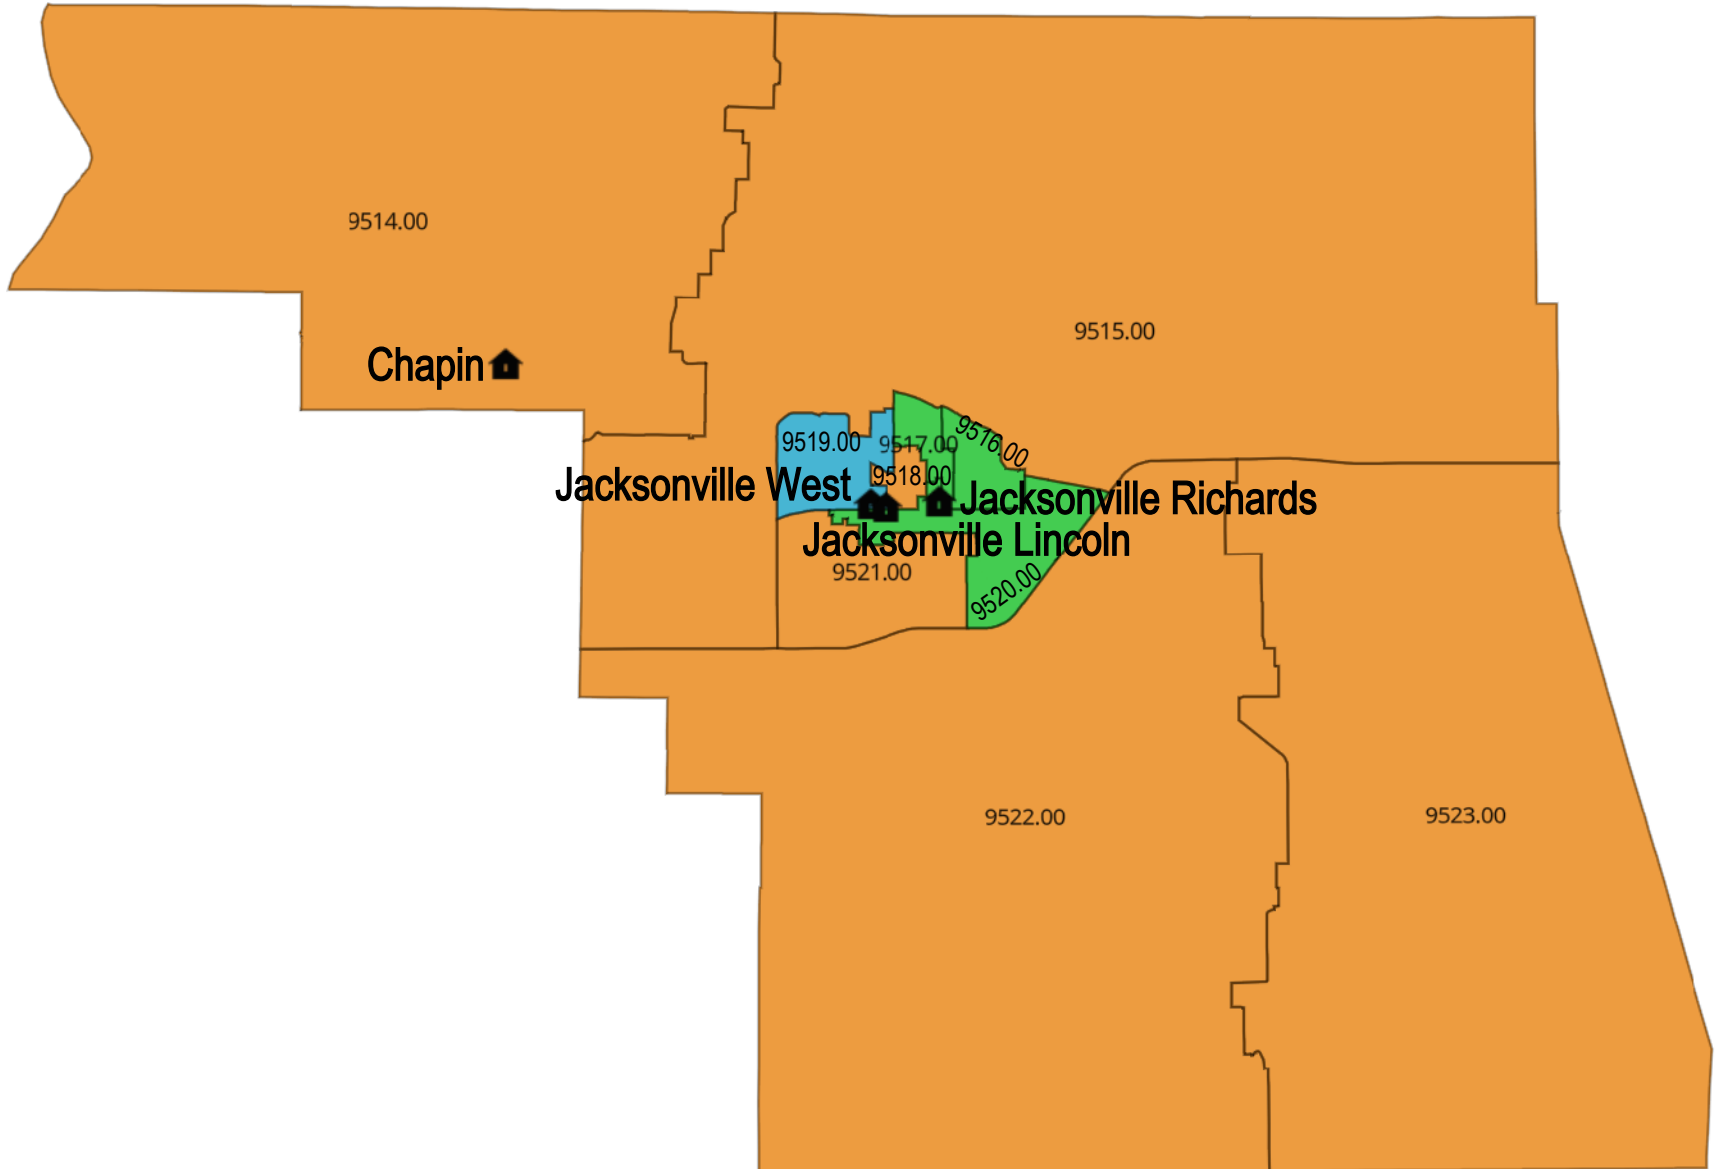 9514.00
9515.00
Chapin
9519.00
9517.00
9516.00
9518.00
Jacksonville West
Jacksonville Richards
Jacksonville Lincoln
9521.00
9520.00
9522.00
9523.00